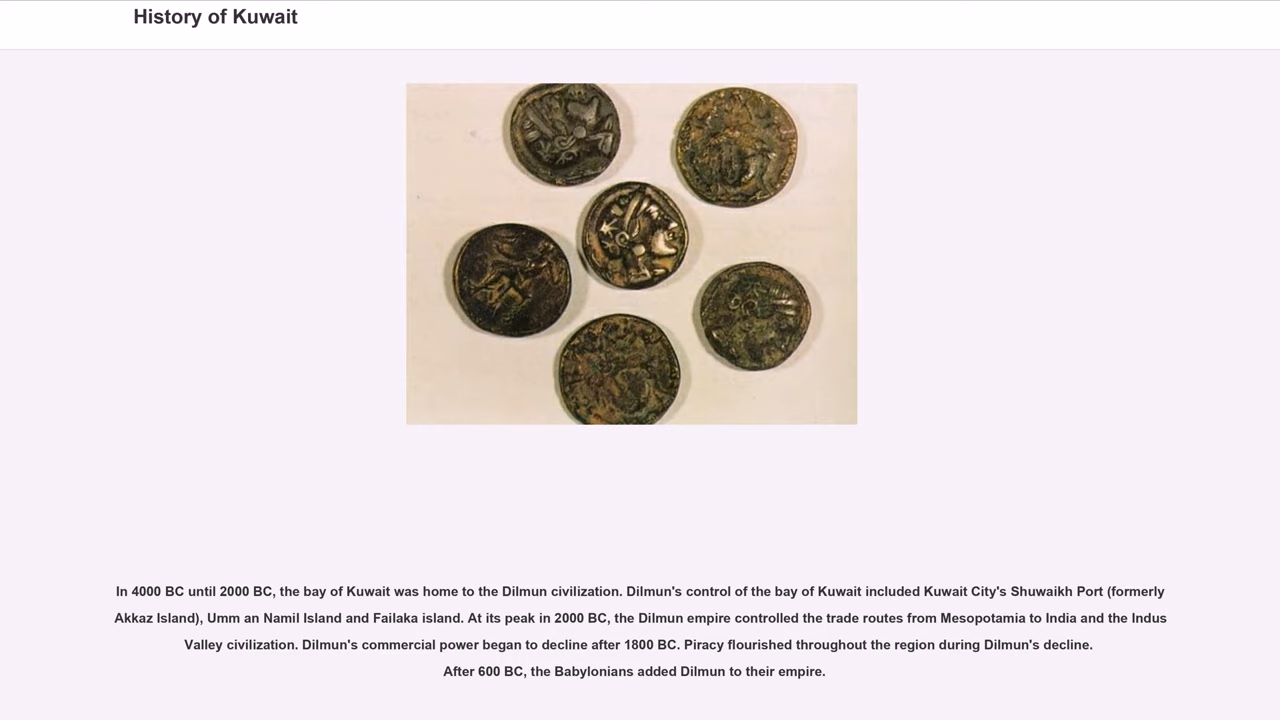 History of Kuwait
In 4000 BC until 2000 BC, the bay of Kuwait was home to the Dilmun civilization. Dilmun's control of the bay of Kuwait included Kuwait City's Shuwaikh Port (formerly
Akkaz Island), Umm an Namil Island and Failaka island. At its peak in 2000 BC, the Dilmun empire controlled the trade routes from Mesopotamia to India and the Indus
Valley civilization. Dilmun's commercial power began to decline after 1800 BC. Piracy flourished throughout the region during Dilmun's decline.
After 600 BC, the Babylonians added Dilmun to their empire.